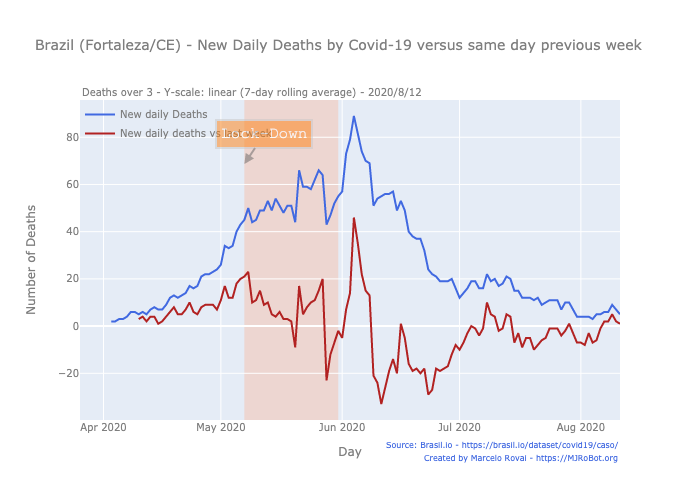 Brazil (Fortaleza/CE) - New Daily Deaths by Covid-19 versus same day previous week
Deaths over 3 - Y-scale: linear (7-day rolling average) - 2020/8/12
New daily Deaths
New daily deaths vs last week
Lock Down
80
60
40
20
0
−20
Number of Deaths
Apr 2020
May 2020
Jun 2020
Jul 2020
Aug 2020
Day
Source: Brasil.io - https://brasil.io/dataset/covid19/caso/
Created by Marcelo Rovai - https://MJRoBot.org